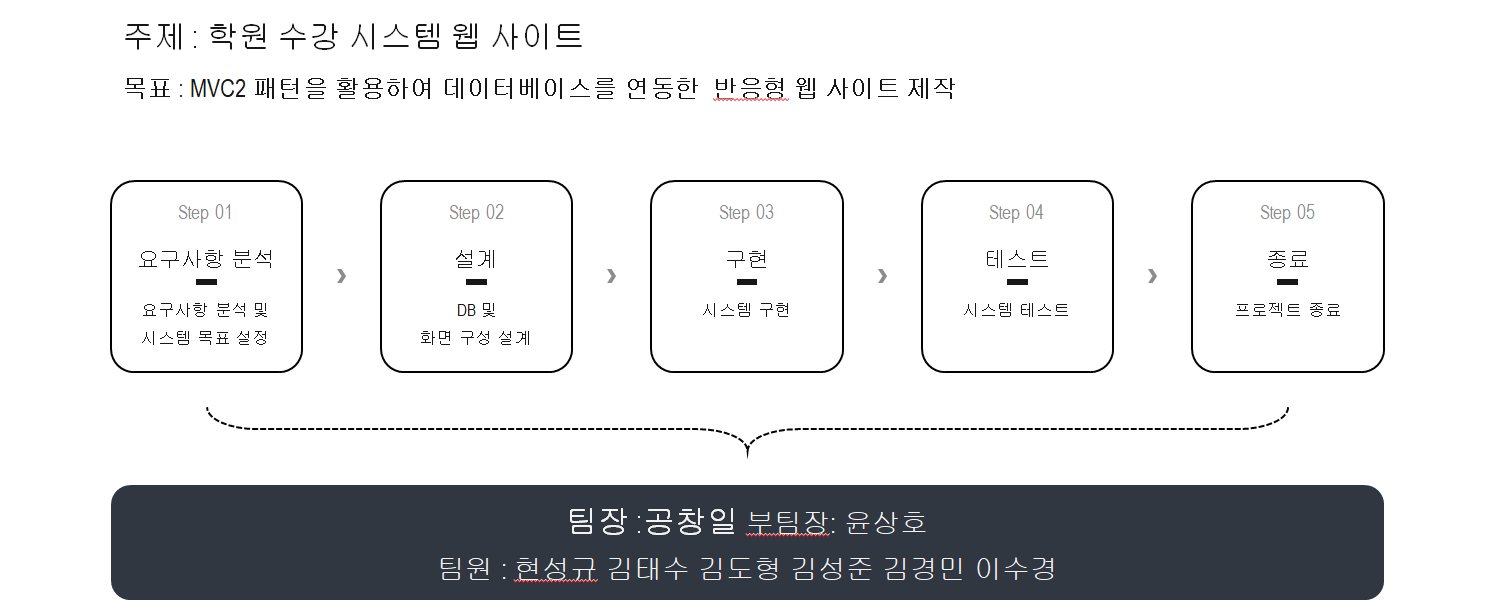 주제 : 학원 수강 시스템 웹 사이트
목표 : MVC2 패턴을 활용하여 데이터베이스를 연동한 반응형 웹 사이트 제작
Step 01
요구사항 분석
요구사항 분석 및
시스템 목표 설정
Step 02
설계
DB 및
화면 구성 설계
Step 03
구현
시스템 구현
Step 04
테스트
시스템 테스트
Step 05
종료
프로젝트 종료
팀장 :공창일 부팀장: 윤상호
팀원 : 현성규 김태수 김도형 김성준 김경민 이수경